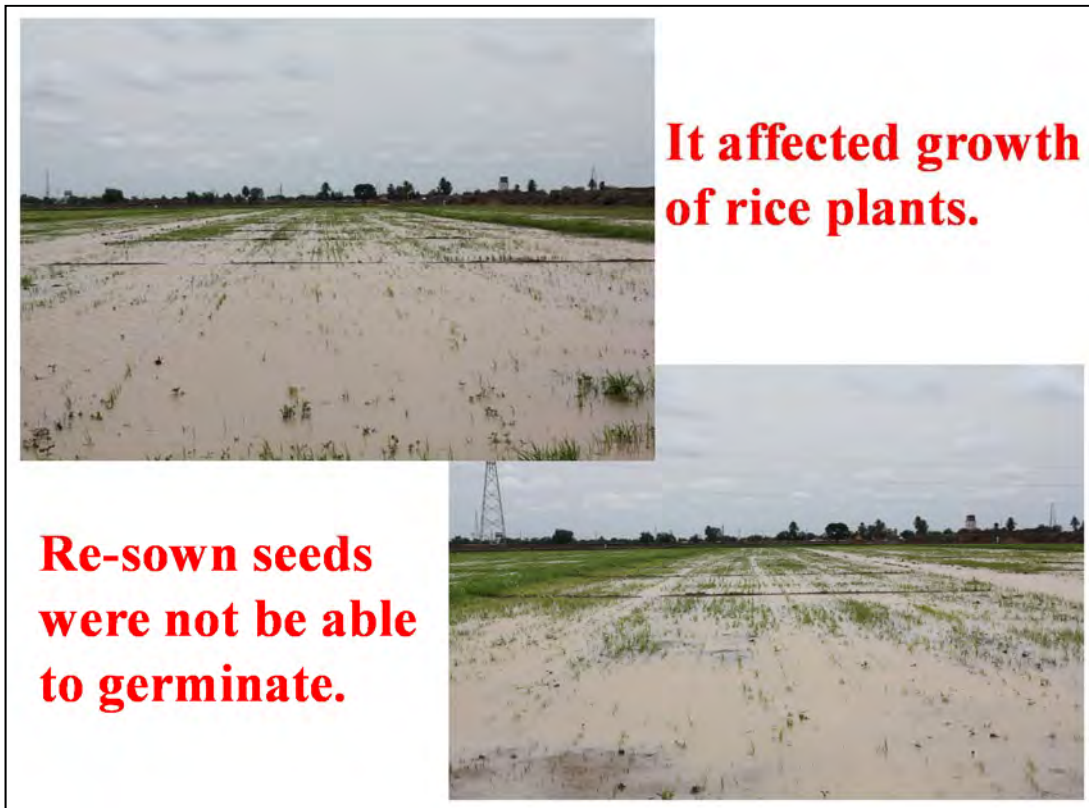 It affected growth
of rice plants.
Re-sown seeds
were not be able
to germinate.